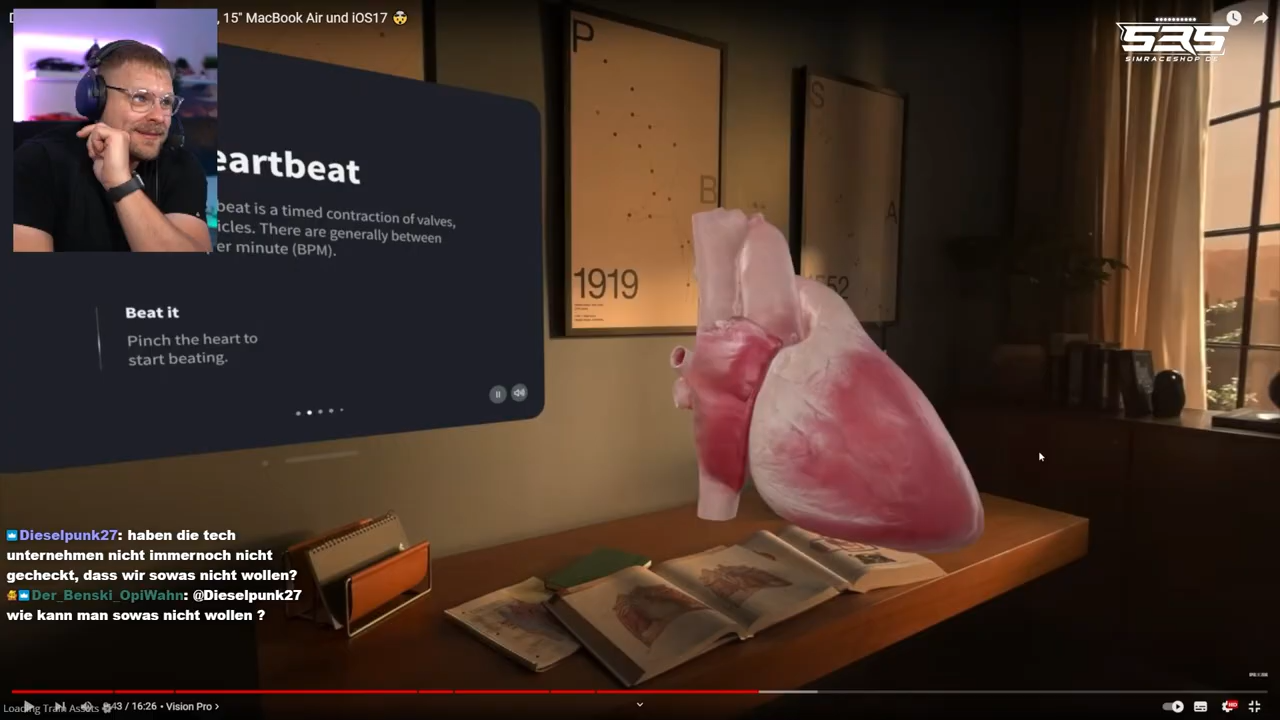 , 15" MacBook Air und iOS17 🤯
SRS
SIMRACESHOP.DE
eartbeat
beat is a timed contraction of valves,
icles. There are generally between
er minute (BPM).
Beat it
Pinch the heart to
start beating.
P
B
1919
S
A
Dieselpunk27: haben die tech
unternehmen nicht immernoch nicht
gecheckt, dass wir sowas nicht wollen?
Der_Benski_OpiWahn: @Dieselpunk27
wie kann man sowas nicht wollen ?
:43 / 16:26 • Vision Pro ›